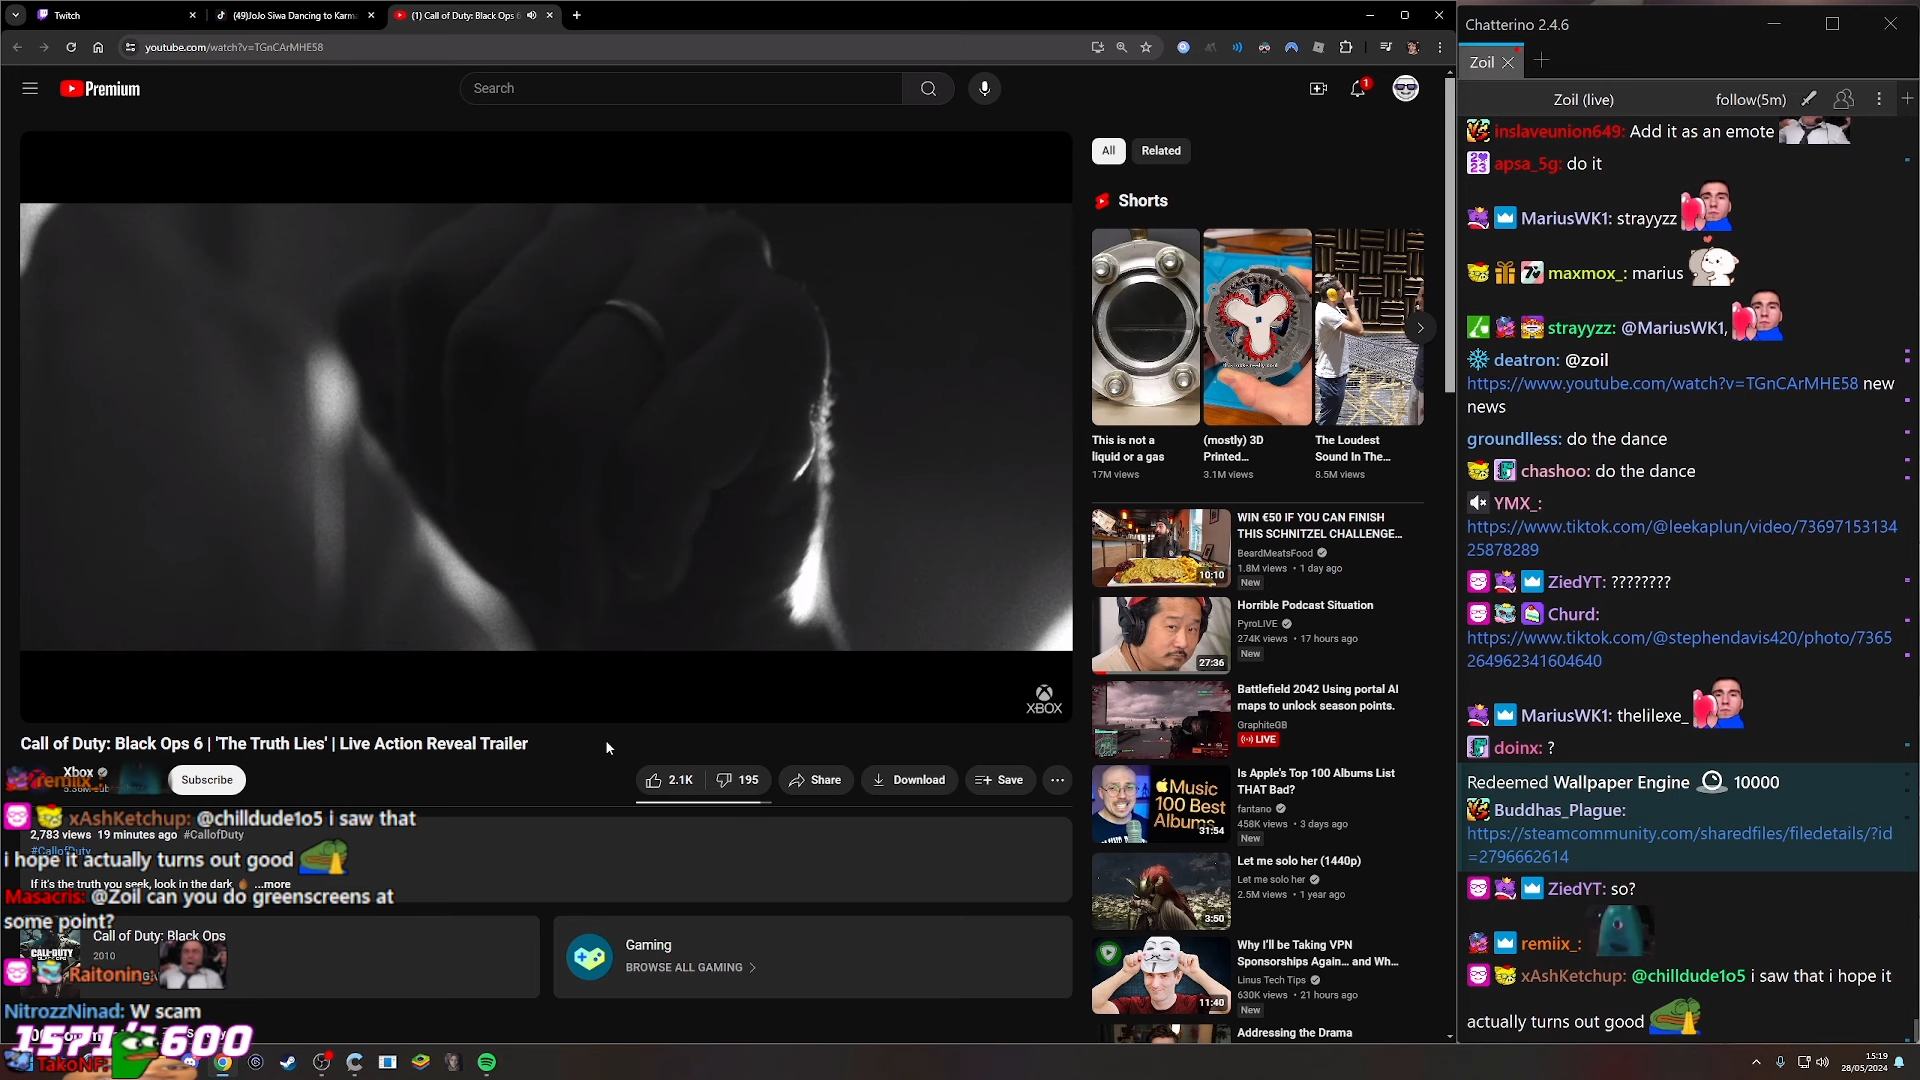 Twitch
(49)JoJo Siwa Dancing to Karma
(1) Call of Duty: Black Ops 6
youtube.com/watch?v=TGnCArMHE58
Premium
Search
1
All
Related
Shorts
This is not a
liquid or a gas
17M views
(mostly) 3D
Printed...
3.1M views
The Loudest
Sound In The...
8.5M views
XBOX
Call of Duty: Black Ops 6 | 'The Truth Lies' | Live Action Reveal Trailer
Xbox
Subscribe
2.1K
195
Share
Download
Save
remiix_:
xAshKetchup: @chilldude1o5 i saw that
2,783 views 19 minutes ago #CallofDuty
#CallofDuty
i hope it actually turns out good
If it's the truth you seek, look in the dark ...more
Masacris: @Zoil can you do greenscreens at
some point?
Call of Duty: Black Ops
2010
Raitoning:
NitrozzNinad: W scam
1571/1600
TakoNF:
Gaming
BROWSE ALL GAMING
WIN €50 IF YOU CAN FINISH
THIS SCHNITZEL CHALLENGE...
BeardMeatsFood
1.8M views • 1 day ago
New
10:10
Horrible Podcast Situation
PyroLIVE
274K views • 17 hours ago
New
27:36
Battlefield 2042 Using portal AI
maps to unlock season points.
GraphiteGB
LIVE
Is Apple's Top 100 Albums List
THAT Bad?
fantano
458K views • 3 days ago
New
Music
100 Best
Albums
31:54
Let me solo her (1440p)
Let me solo her
2.5M views • 1 year ago
3:50
Why I'll be Taking VPN
Sponsorships Again... and Wh...
Linus Tech Tips
630K views • 21 hours ago
New
11:40
Addressing the Drama
Chatterino 2.4.6
Zoil
Zoil (live)
follow(5m)
inslaveunion649: Add it as an emote
apsa_5g: do it
MariusWK1: strayyzz
maxmox_: marius
strayyzz: @MariusWK1,
deatron: @zoil
https://www.youtube.com/watch?v=TGnCArMHE58 new
news
groundlless: do the dance
chashoo: do the dance
YMX_:
https://www.tiktok.com/@leekaplun/video/73697153134
25878289
ZiedYT: ????????
Churd:
https://www.tiktok.com/@stephendavis420/photo/7365
264962341604640
MariusWK1: thelilexe_
doinx: ?
Redeemed Wallpaper Engine 10000
Buddhas_Plague:
https://steamcommunity.com/sharedfiles/filedetails/?id
=2796662614
ZiedYT: so?
remiix_:
xAshKetchup: @chilldude1o5 i saw that i hope it
actually turns out good
15:19
28/05/2024